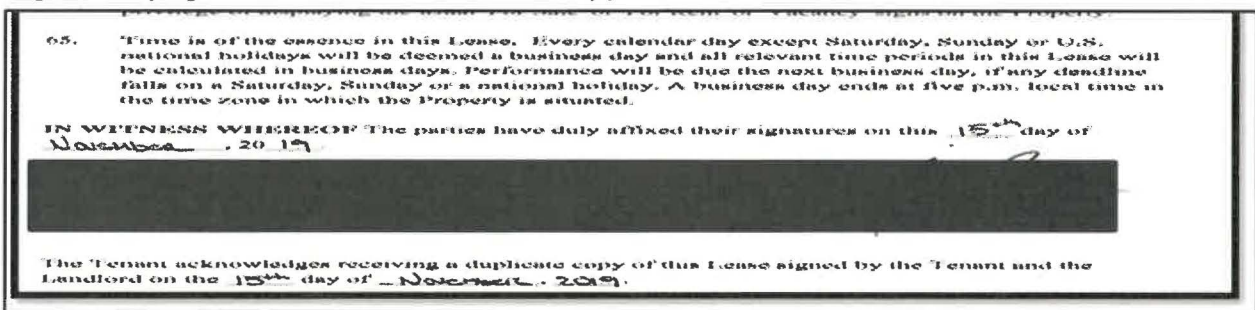 65. Time is of the essence in this Lease. Every calendar day except Saturday, Sunday or U.S.
national holidays will be deemed a business day and all relevant time periods in this Lease will
be calculated in business days. Performance will be due the next business day, if any deadline
falls on a Saturday, Sunday or a national holiday. A business day ends at five p.m. local time in
the time zone in which the Property is situated.
IN WITNESS WHEREOF The parties have duly affixed their signatures on this 15th day of
November , 20 19
The Tenant acknowledges receiving a duplicate copy of this Lease signed by the Tenant and the
Landlord on the 15th day of November , 2019.